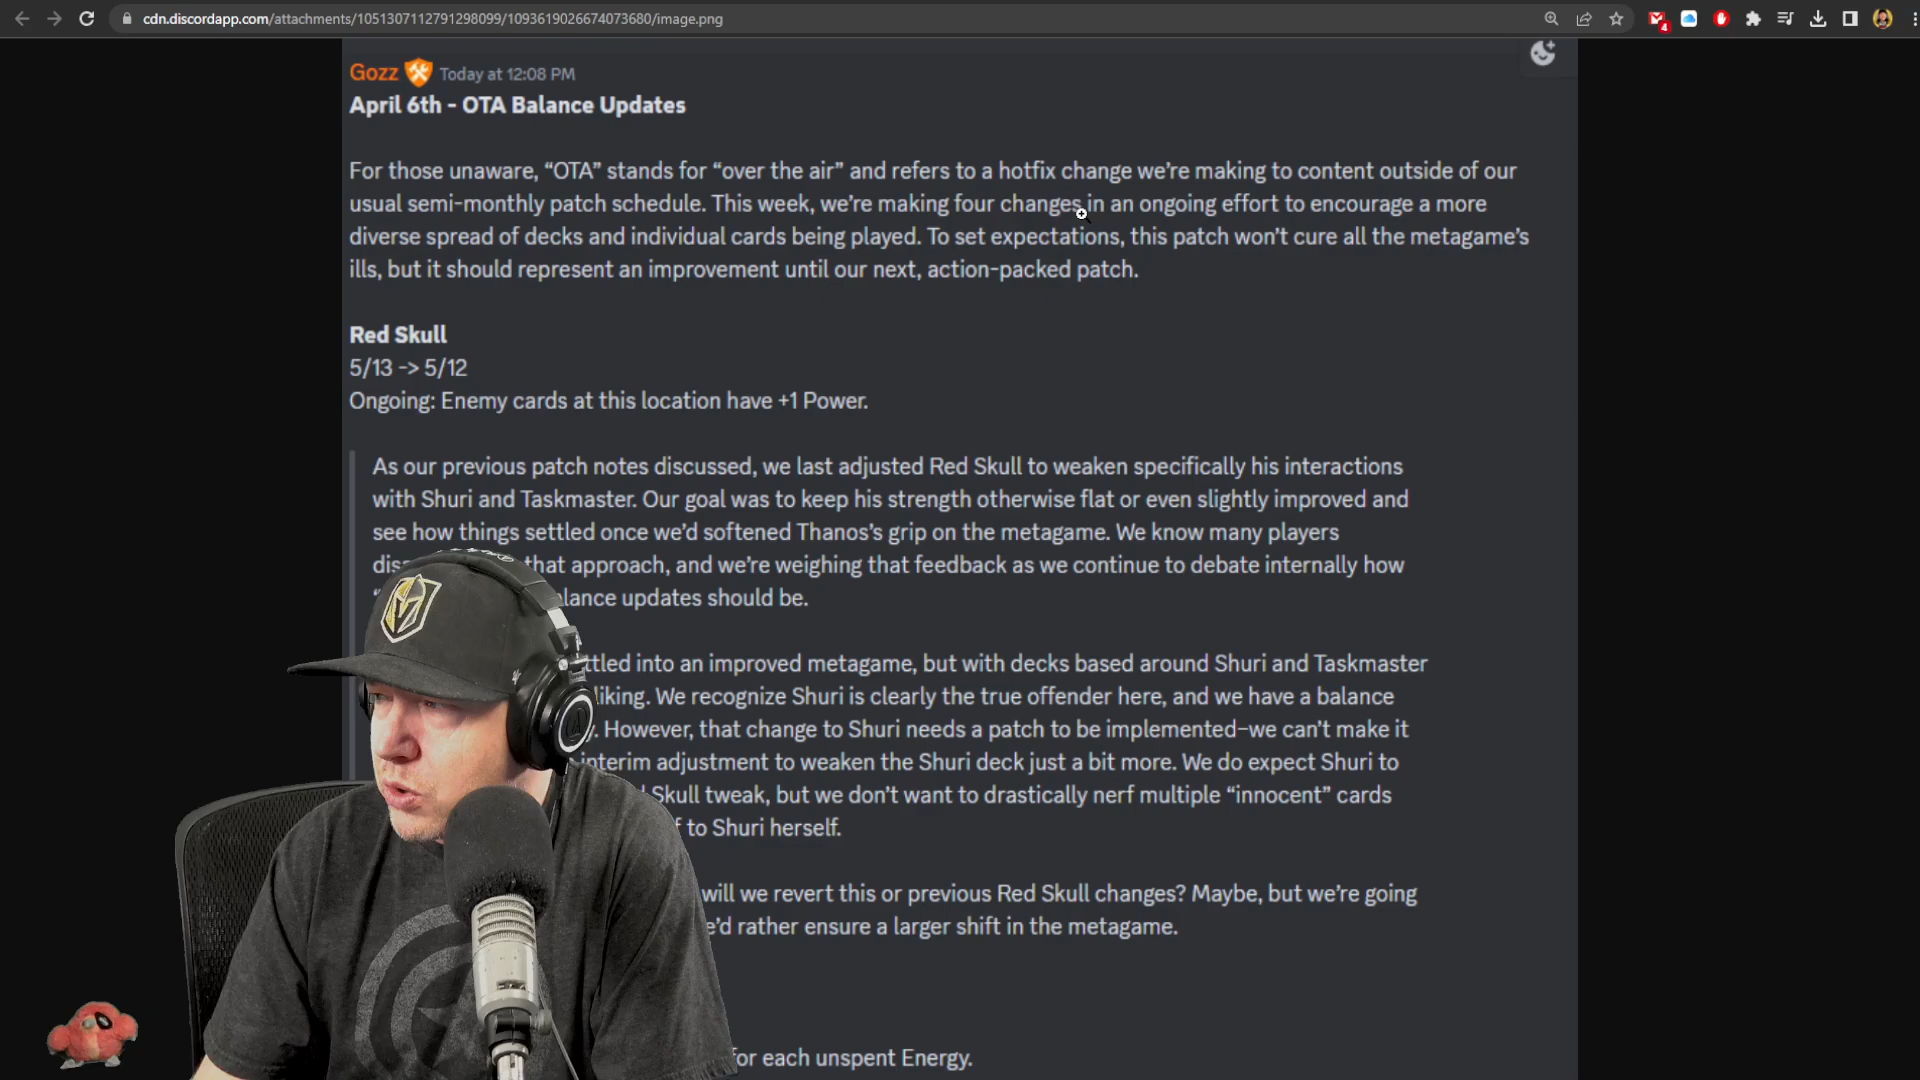 cdn.discordapp.com/attachments/1051307112791298099/1093619026674073680/image.png
4
Gozz Today at 12:08 PM
April 6th - OTA Balance Updates
For those unaware, “OTA” stands for “over the air” and refers to a hotfix change we’re making to content outside of our
usual semi-monthly patch schedule. This week, we’re making four changes in an ongoing effort to encourage a more
diverse spread of decks and individual cards being played. To set expectations, this patch won’t cure all the metagame’s
ills, but it should represent an improvement until our next, action-packed patch.
Red Skull
5/13 -> 5/12
Ongoing: Enemy cards at this location have +1 Power.
As our previous patch notes discussed, we last adjusted Red Skull to weaken specifically his interactions
with Shuri and Taskmaster. Our goal was to keep his strength otherwise flat or even slightly improved and
see how things settled once we’d softened Thanos’s grip on the metagame. We know many players
that approach, and we’re weighing that feedback as we continue to debate internally how
updates should be.
into an improved metagame, but with decks based around Shuri and Taskmaster
liking. We recognize Shuri is clearly the true offender here, and we have a balance
However, that change to Shuri needs a patch to be implemented–we can’t make it
interim adjustment to weaken the Shuri deck just a bit more. We do expect Shuri to
Skull tweak, but we don’t want to drastically nerf multiple “innocent” cards
to Shuri herself.
will we revert this or previous Red Skull changes? Maybe, but we’re going
rather ensure a larger shift in the metagame.
for each unspent Energy.